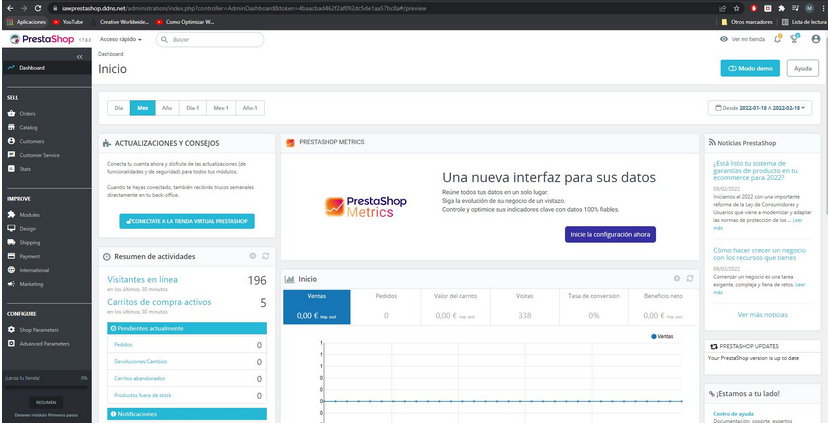 iawprestashop.ddns.net/administration/index.php?controller=AdminDashboard&token=4baacbad462f2af092dc5de1aa57bc8a#/preview
Aplicaciones YouTube Creative Worldwide... Como Optimizar W... Otros marcadores Lista de lectura
PrestaShop 1.7.8.3 Acceso rápido Buscar Ver mi tienda
Dashboard
Inicio
Modo demo
Ayuda
Dashboard
SELL
Orders
Catalog
Customers
Customer Service
Stats
IMPROVE
Modules
Design
Shipping
Payment
International
Marketing
CONFIGURE
Shop Parameters
Advanced Parameters
¡Lanza tu tienda! 0%
RESUMEN
Detener módulo Primeros pasos
Día Mes Año Día-1 Mes-1 Año-1
Desde 2022-01-18 A 2022-02-18
ACTUALIZACIONES Y CONSEJOS
Conecta tu cuenta ahora y disfruta de las actualizaciones (de
funcionalidades y de seguridad) para todos tus módulos.
Cuando te hayas conectado, también recibirás trucos semanales
directamente en tu back-office.
CONÉCTATE A LA TIENDA VIRTUAL PRESTASHOP
Resumen de actividades
Visitantes en línea 196
en los últimos 30 minutos
Carritos de compra activos 5
en los últimos 30 minutos
Pendientes actualmente
Pedidos 0
Devoluciones/Cambios 0
Carritos abandonados 0
Productos fuera de stock 0
Notificaciones
PRESTASHOP METRICS
PrestaShop
Metrics
Una nueva interfaz para sus datos
Reúne todos tus datos en un solo lugar.
Siga la evolución de su negocio de un vistazo.
Controle y optimice sus indicadores clave con datos 100% fiables.
Inicie la configuración ahora
Inicio
Ventas Pedidos Valor del carrito Visitas Tasa de conversión Beneficio neto
0,00 € imp. excl. 0 0,00 € imp. excl. 338 0% 0,00 € imp. excl.
Ventas
1
1
1
0
0
0
0
Noticias PrestaShop
¿Está listo tu sistema de
garantías de producto en tu
ecommerce para 2022?
09/02/2022
Iniciemos el 2022 con una importante
reforma de la Ley de Consumidores y
Usuarios que viene a modernizar y adaptar
las normas de protección de los ... Leer
más
Cómo hacer crecer un negocio
con los recursos que tienes
09/02/2022
Comenzar un negocio es una tarea
exigente, compleja y llena de retos. Leer
más
Ver más noticias
PRESTASHOP UPDATES
Your PrestaShop version is up to date
¡Estamos a tu lado!
Centro de ayuda
Documentación, soporte, expertos